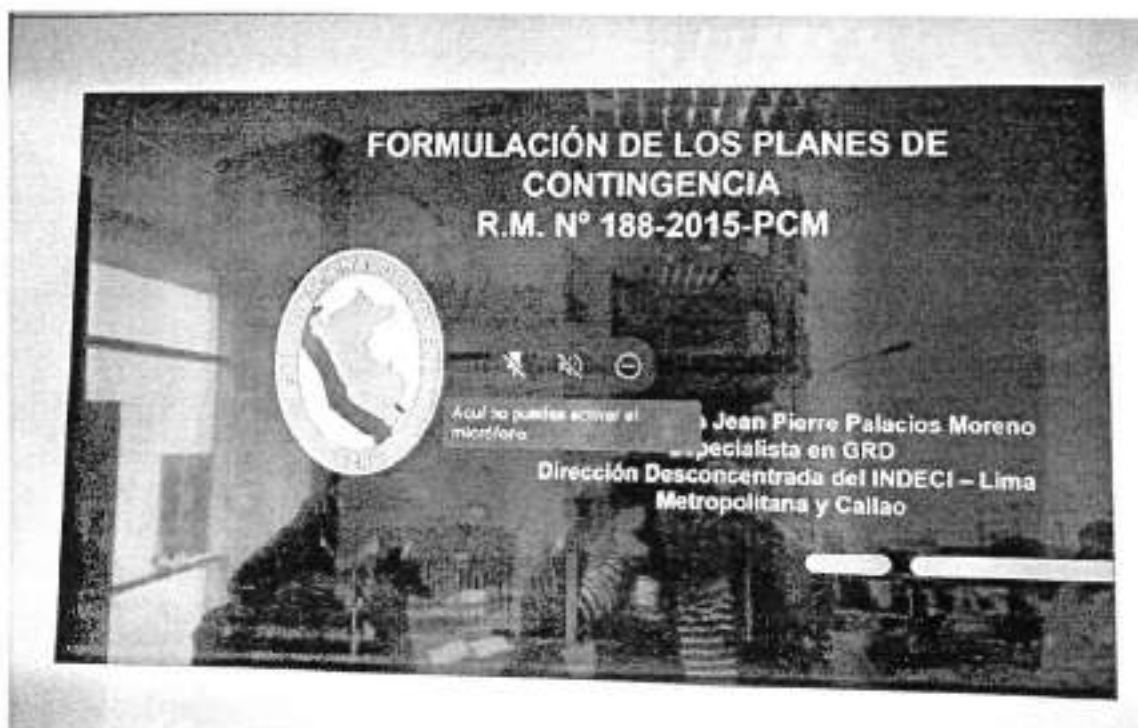 FORMULACIÓN DE LOS PLANES DE
CONTINGENCIA
R.M. Nº 188-2015-PCM
Aquí no puedes activar el
micrófono
Jean Pierre Palacios Moreno
Especialista en GRD
Dirección Desconcentrada del INDECI – Lima
Metropolitana y Callao